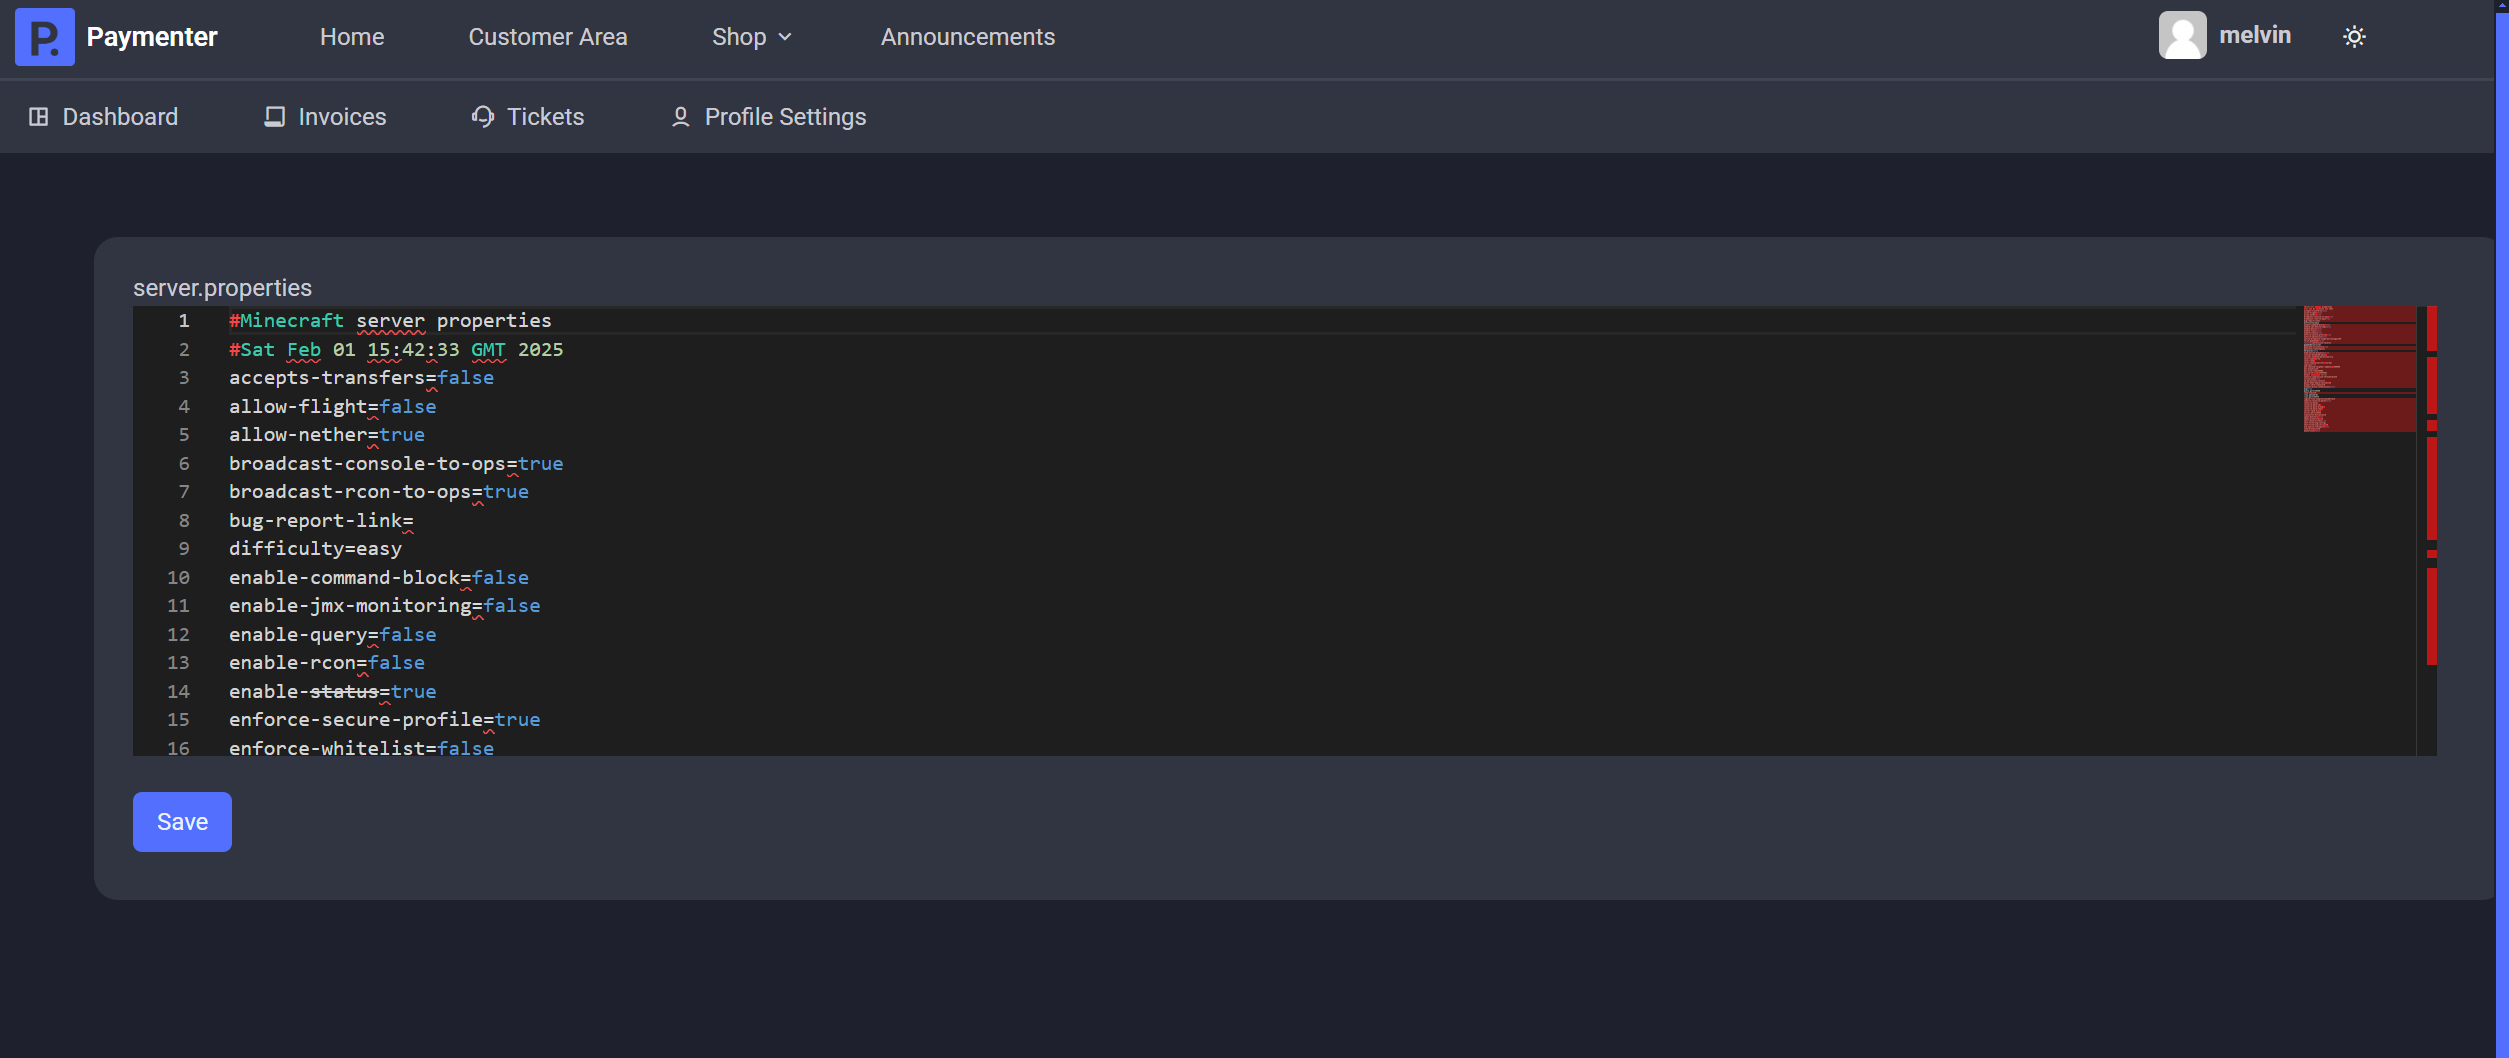 P. Paymenter Home Customer Area Shop Announcements melvin
Dashboard Invoices Tickets Profile Settings
server.properties
1 #Minecraft server properties
2 #Sat Feb 01 15:42:33 GMT 2025
3 accepts-transfers=false
4 allow-flight=false
5 allow-nether=true
6 broadcast-console-to-ops=true
7 broadcast-rcon-to-ops=true
8 bug-report-link=
9 difficulty=easy
10 enable-command-block=false
11 enable-jmx-monitoring=false
12 enable-query=false
13 enable-rcon=false
14 enable-status=true
15 enforce-secure-profile=true
16 enforce-whitelist=false
Save